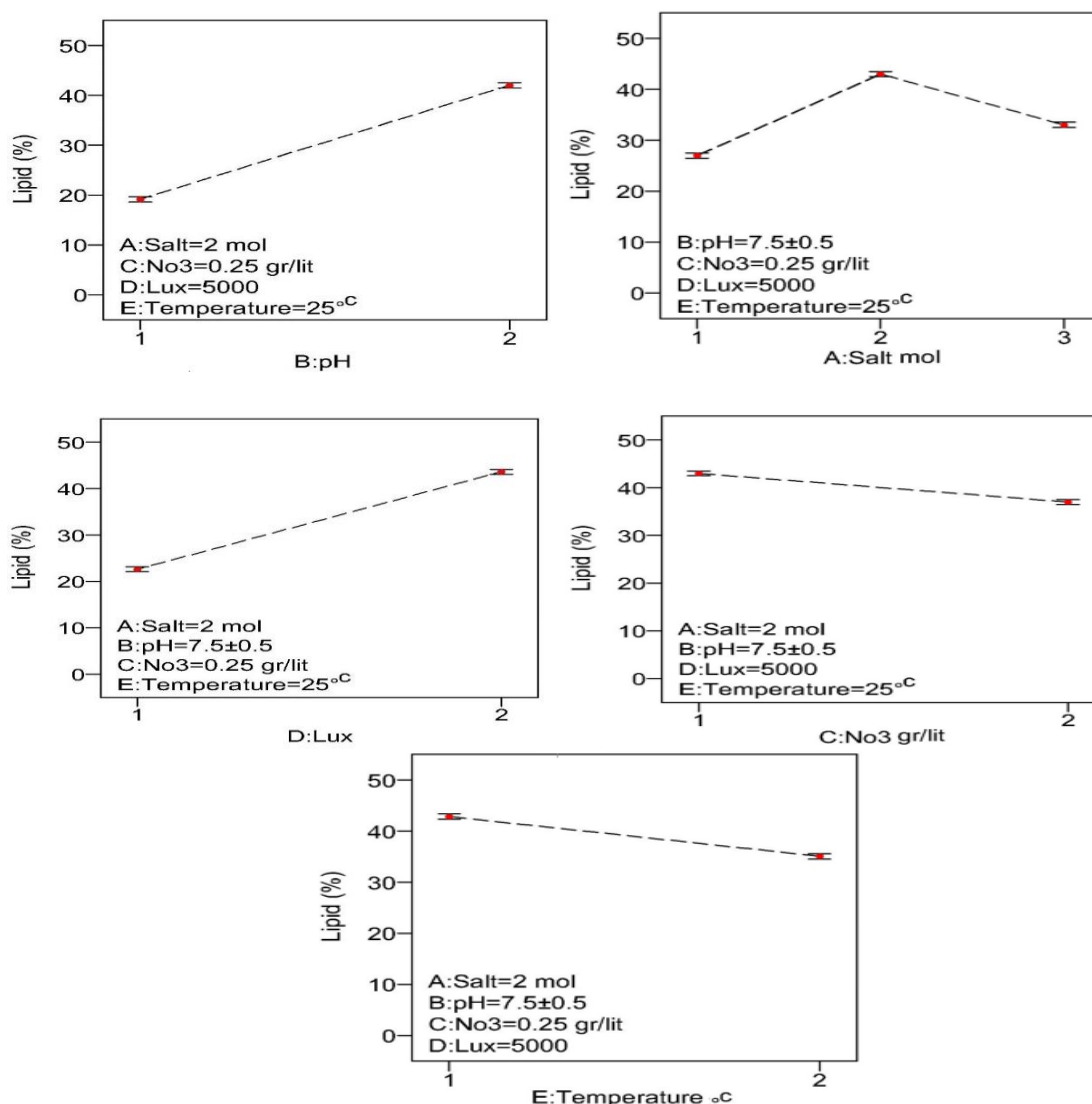 50
40
30
20
10
0
Lipid (%)
A:Salt=2 mol
C:No3=0.25 gr/lit
D:Lux=5000
E:Temperature=25°C
1
2
B:pH
50
40
30
20
10
0
Lipid (%)
B:pH=7.5±0.5
C:No3=0.25 gr/lit
D:Lux=5000
E:Temperature=25°C
1
2
3
A:Salt mol
50
40
30
20
10
0
Lipid (%)
A:Salt=2 mol
B:pH=7.5±0.5
C:No3=0.25 gr/lit
E:Temperature=25°C
1
2
D:Lux
50
40
30
20
10
0
Lipid (%)
A:Salt=2 mol
B:pH=7.5±0.5
D:Lux=5000
E:Temperature=25°C
1
2
C:No3 gr/lit
50
40
30
20
10
0
Lipid (%)
A:Salt=2 mol
B:pH=7.5±0.5
C:No3=0.25 gr/lit
D:Lux=5000
1
2
E:Temperature °C